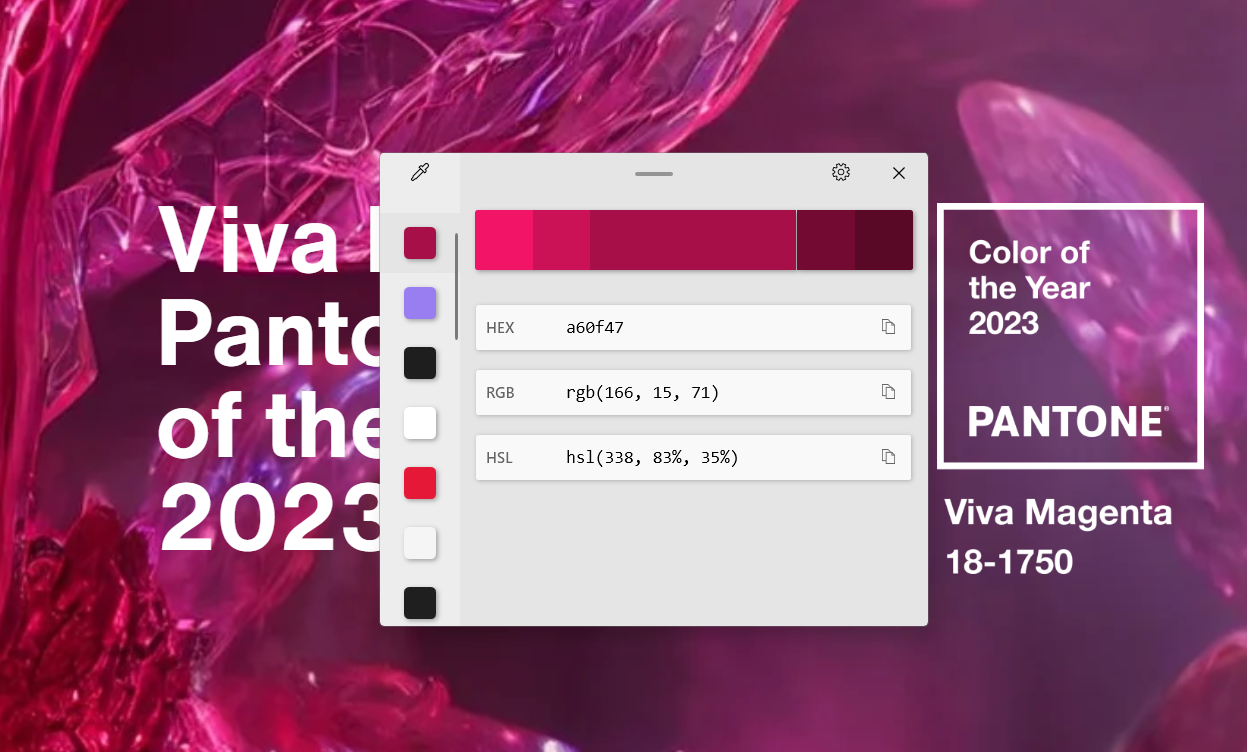 Viva
Panto
of the
2023
HEX
a60f47
RGB
rgb(166, 15, 71)
HSL
hsl(338, 83%, 35%)
Color of
the Year
2023
PANTONE®
Viva Magenta
18-1750